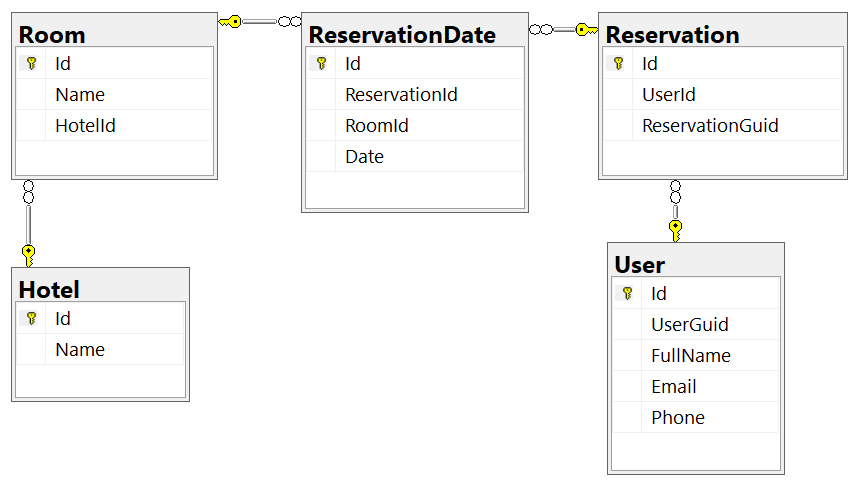 Room
Id
Name
HotelId
ReservationDate
Id
ReservationId
RoomId
Date
Reservation
Id
UserId
ReservationGuid
Hotel
Id
Name
User
Id
UserGuid
FullName
Email
Phone